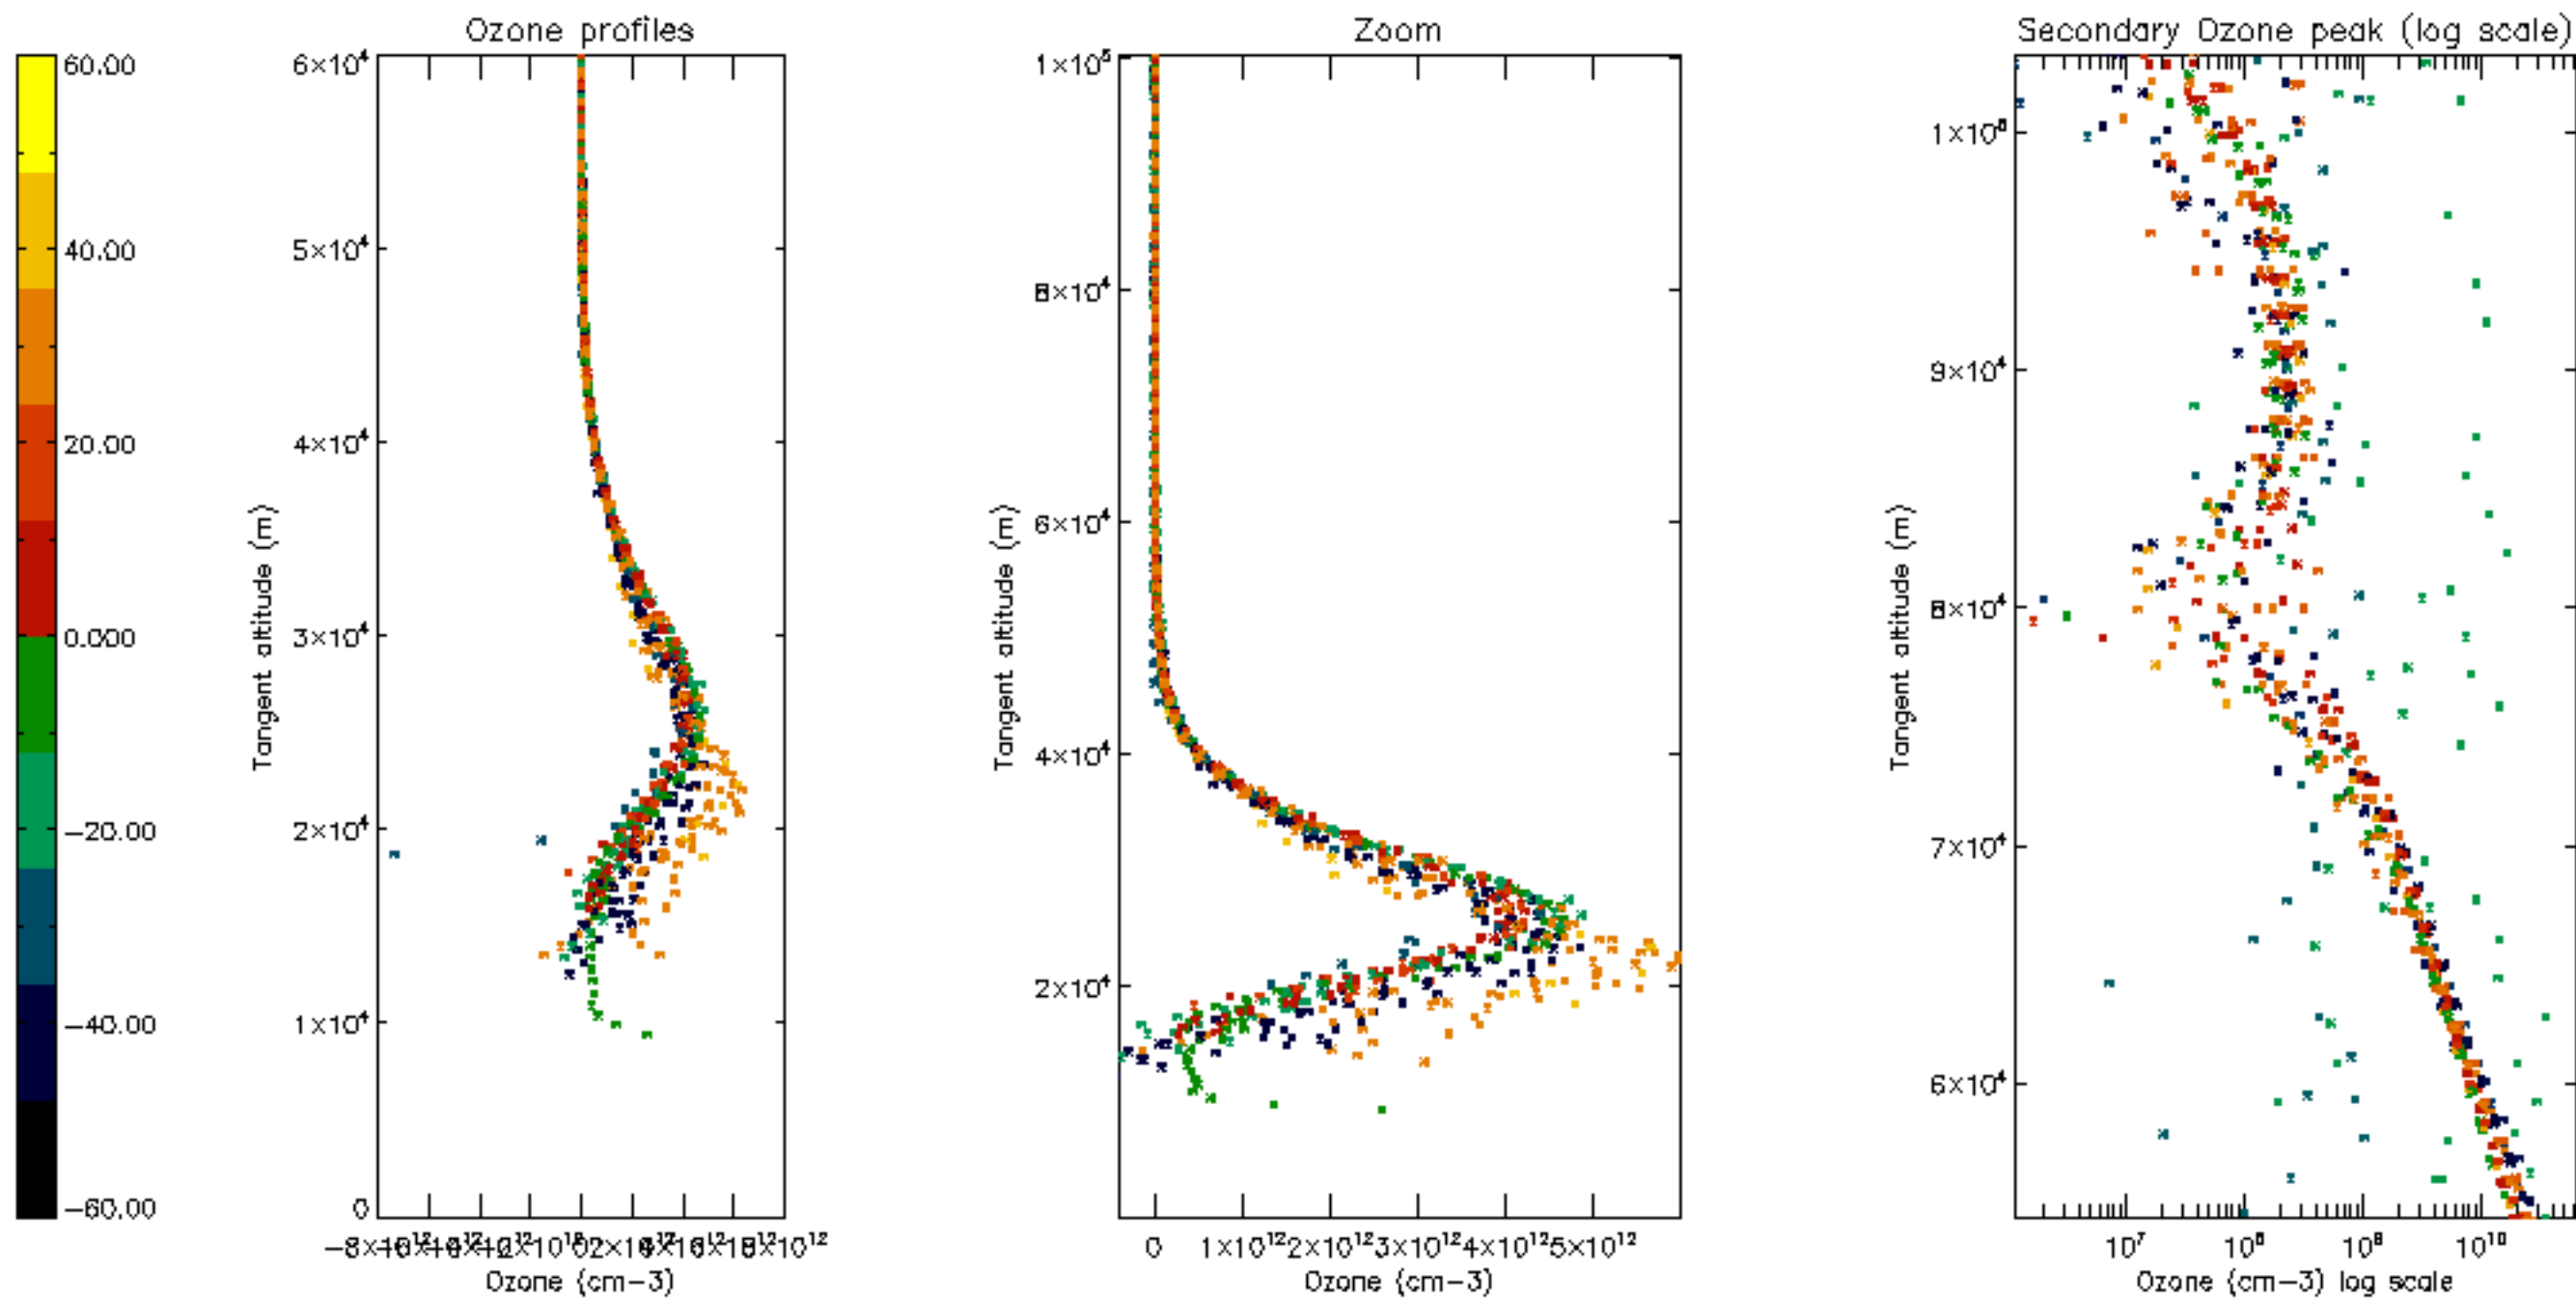 Ozone profiles
Zoom
Secondary Ozone peak (log scale)
60.00
40.00
20.00
0.000
−20.00
−40.00
−60.00
6×10⁴
5×10⁴
4×10⁴
3×10⁴
2×10⁴
1×10⁴
0
Tangent altitude (m)
Ozone (cm−3)
1×10⁵
8×10⁴
6×10⁴
4×10⁴
2×10⁴
Tangent altitude (m)
0 1×10¹² 2×10¹² 3×10¹² 4×10¹² 5×10¹²
Ozone (cm−3)
9×10⁴
8×10⁴
7×10⁴
6×10⁴
Tangent altitude (m)
10⁷ 10⁸ 10⁹ 10¹⁰
Ozone (cm−3) log scale